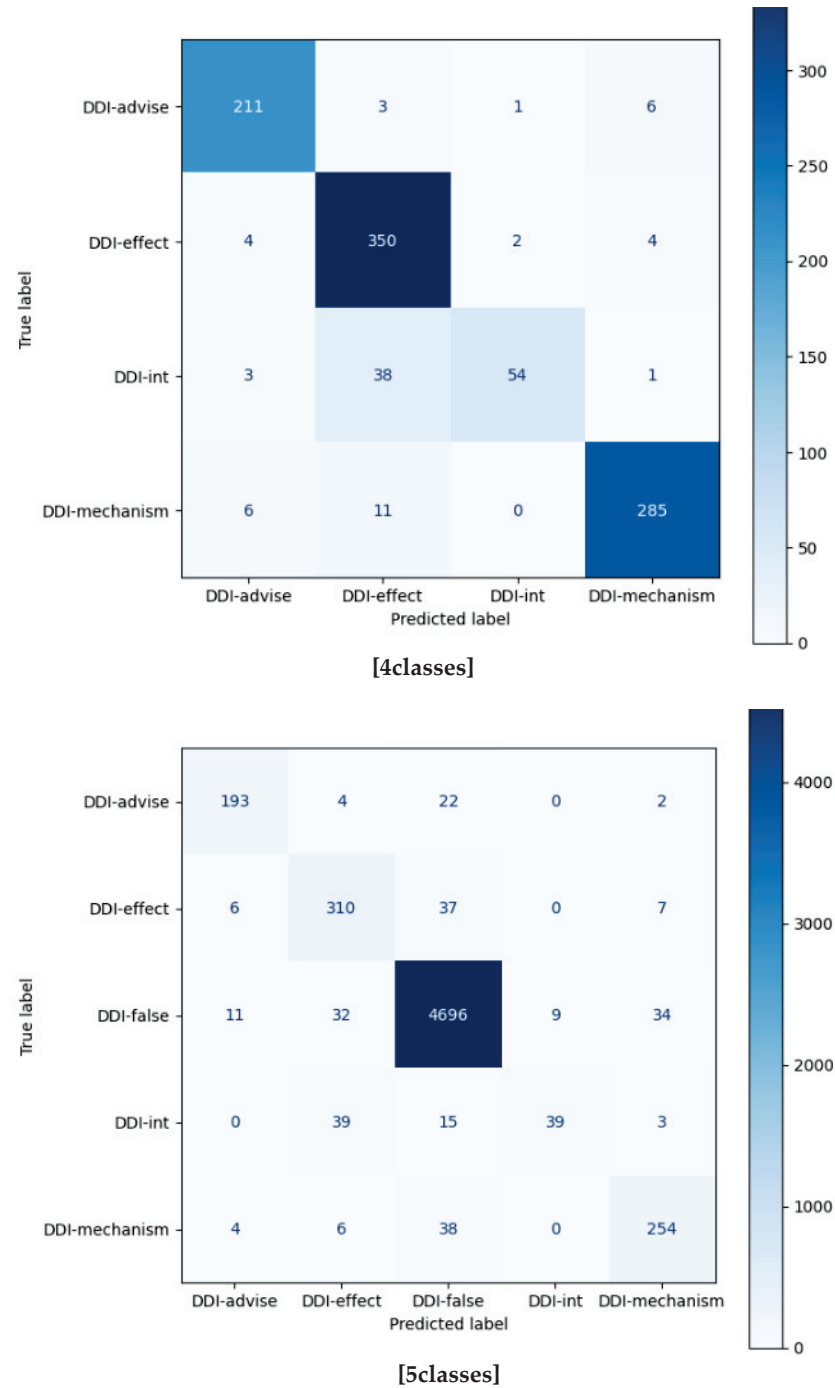 DDI-advise 211 3 1 6
DDI-effect 4 350 2 4
DDI-int 3 38 54 1
DDI-mechanism 6 11 0 285
DDI-advise DDI-effect DDI-int DDI-mechanism
Predicted label
True label
300
250
200
150
100
50
0
[4classes]
DDI-advise 193 4 22 0 2
DDI-effect 6 310 37 0 7
DDI-false 11 32 4696 9 34
DDI-int 0 39 15 39 3
DDI-mechanism 4 6 38 0 254
DDI-advise DDI-effect DDI-false DDI-int DDI-mechanism
Predicted label
True label
4000
3000
2000
1000
0
[5classes]